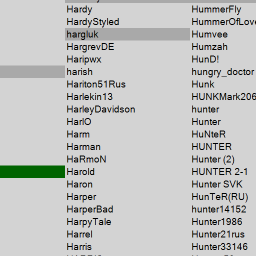 Hardy
HardyStyled
hargluk
HargrevDE
Haripwx
harish
Hariton51Rus
Harlekin13
HarleyDavidson
HarlO
Harm
Harman
HaRmoN
Harold
Haron
Harper
HarperBad
HarpyTale
Harrel
Harris
HummerFly
HummerOfLove
Humvee
Humzah
HunD!
hungry_doctor
Hunk
HUNKMark206
hunter
Hunter
HuNteR
HUNTER
Hunter (2)
HUNTER 2-1
Hunter SVK
HunTeR(RU)
hunter14152
Hunter1986
Hunter21rus
Hunter33146